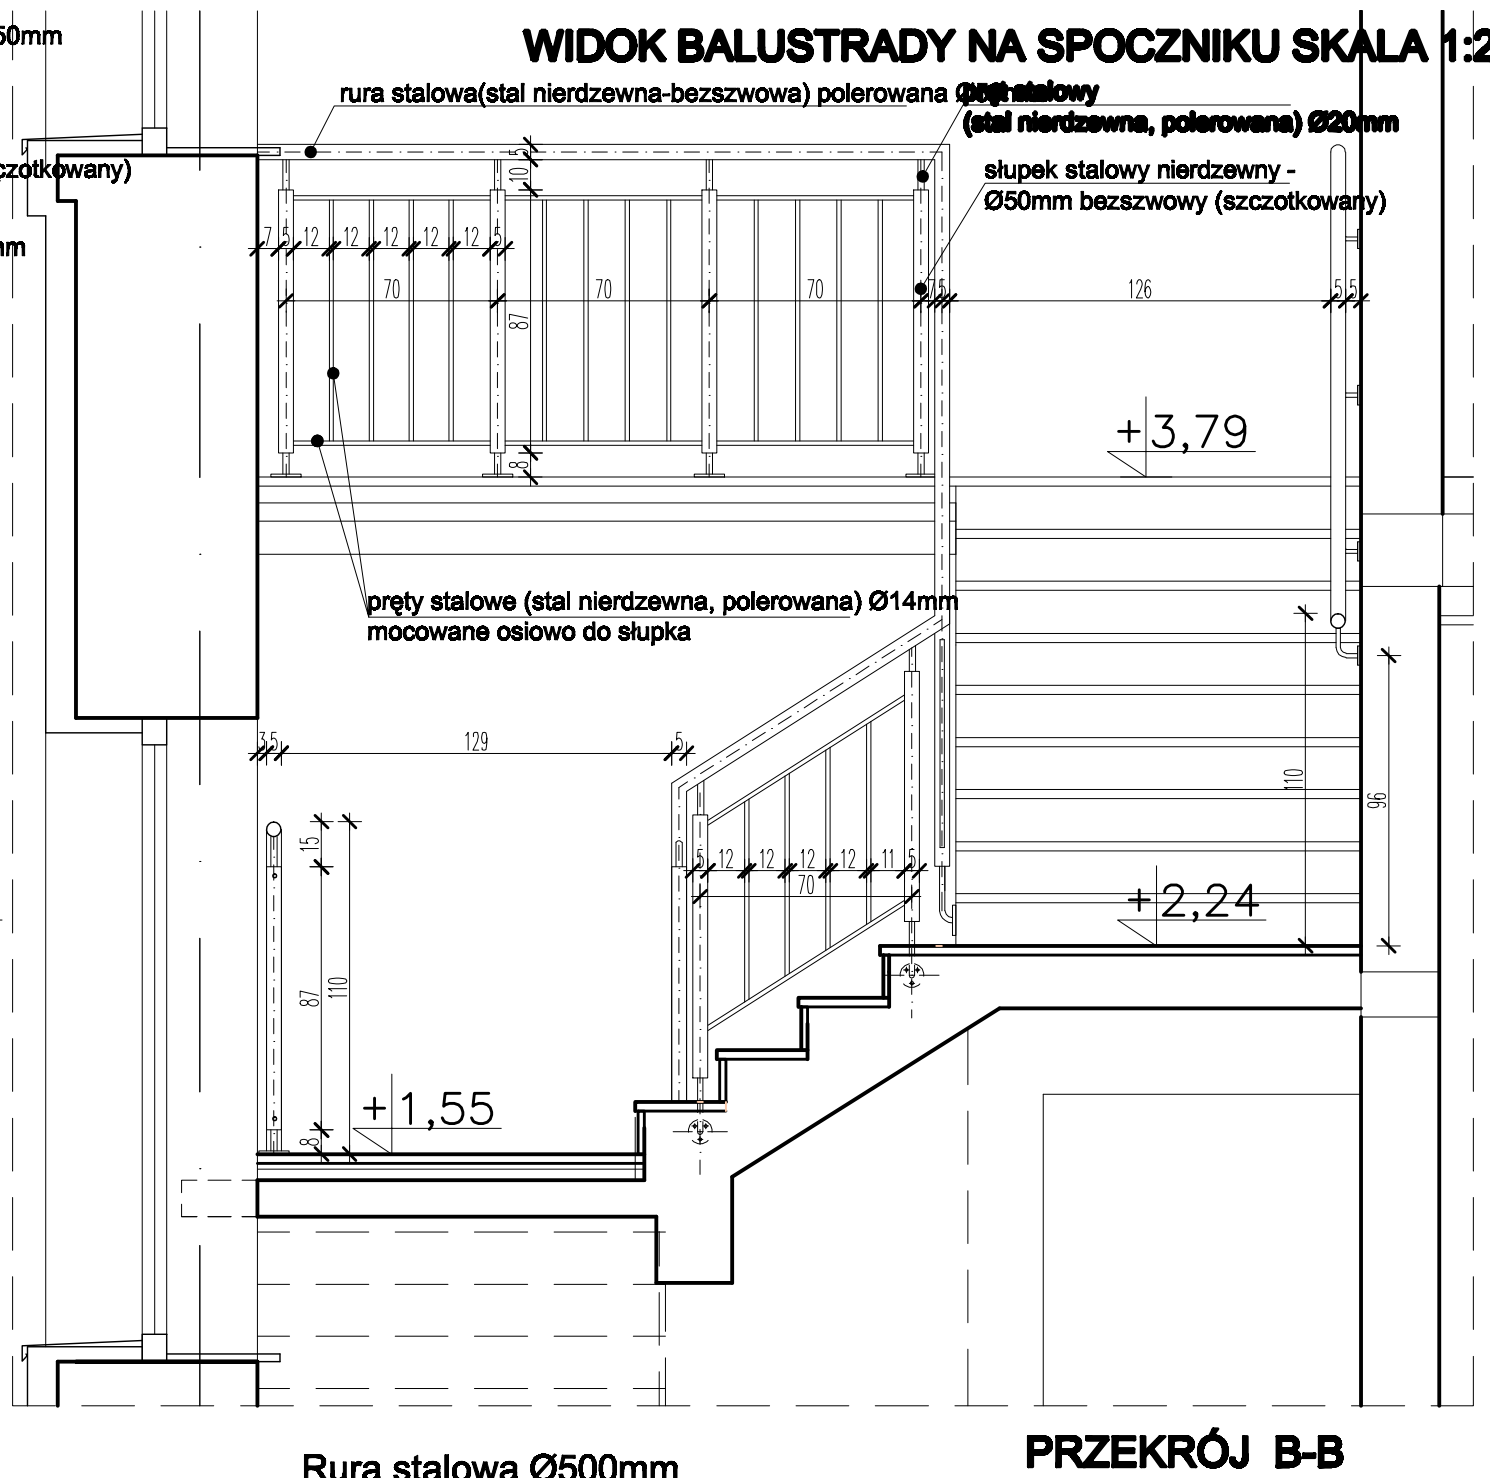 50mm
WIDOK BALUSTRADY NA SPOCZNIKU SKALA 1:2
rura stalowa(stal nierdzewna-bezszwowa) polerowana
pręt stalowy
(stal nierdzewna, polerowana) Ø20mm
czotkowany)
słupek stalowy nierdzewny -
Ø50mm bezszwowy (szczotkowany)
mm
5
10
7 5 12 12 12 12 12 5
70 70 70 7 5 5 126 5 5
87
+3,79
8
pręty stalowe (stal nierdzewna, polerowana) Ø14mm
mocowane osiowo do słupka
3 5 129 5
110
96
15
5 12 12 12 12 11 5
70
+2,24
87
110
+1,55
8
PRZEKRÓJ B-B
Rura stalowa Ø500mm